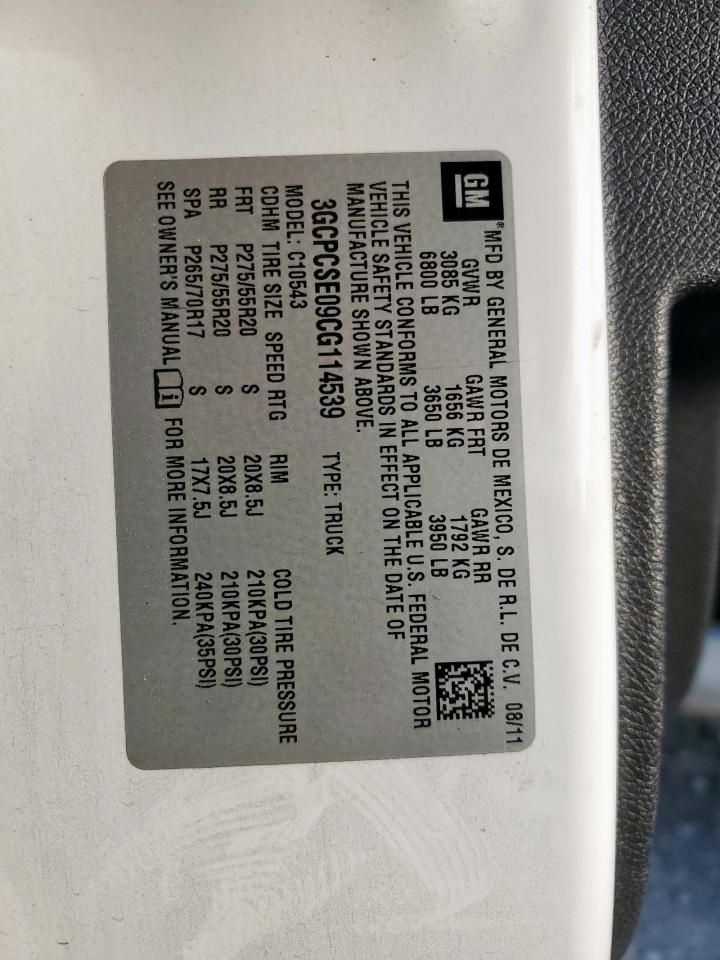 GM
® MFD BY GENERAL MOTORS DE MEXICO, S. DE R.L. DE C.V. 08/11
GVWR GAWR FRT GAWR RR
3085 KG 1656 KG 1792 KG
6800 LB 3650 LB 3950 LB
THIS VEHICLE CONFORMS TO ALL APPLICABLE U.S. FEDERAL MOTOR
VEHICLE SAFETY STANDARDS IN EFFECT ON THE DATE OF
MANUFACTURE SHOWN ABOVE.
3GCPCSE09CG114539 TYPE: TRUCK
MODEL: C10543
CDHM TIRE SIZE SPEED RTG RIM COLD TIRE PRESSURE
FRT P275/55R20 S 20X8.5J 210KPA(30PSI)
RR P275/55R20 S 20X8.5J 210KPA(30PSI)
SPA P265/70R17 S 17X7.5J 240KPA(35PSI)
SEE OWNER'S MANUAL i FOR MORE INFORMATION.